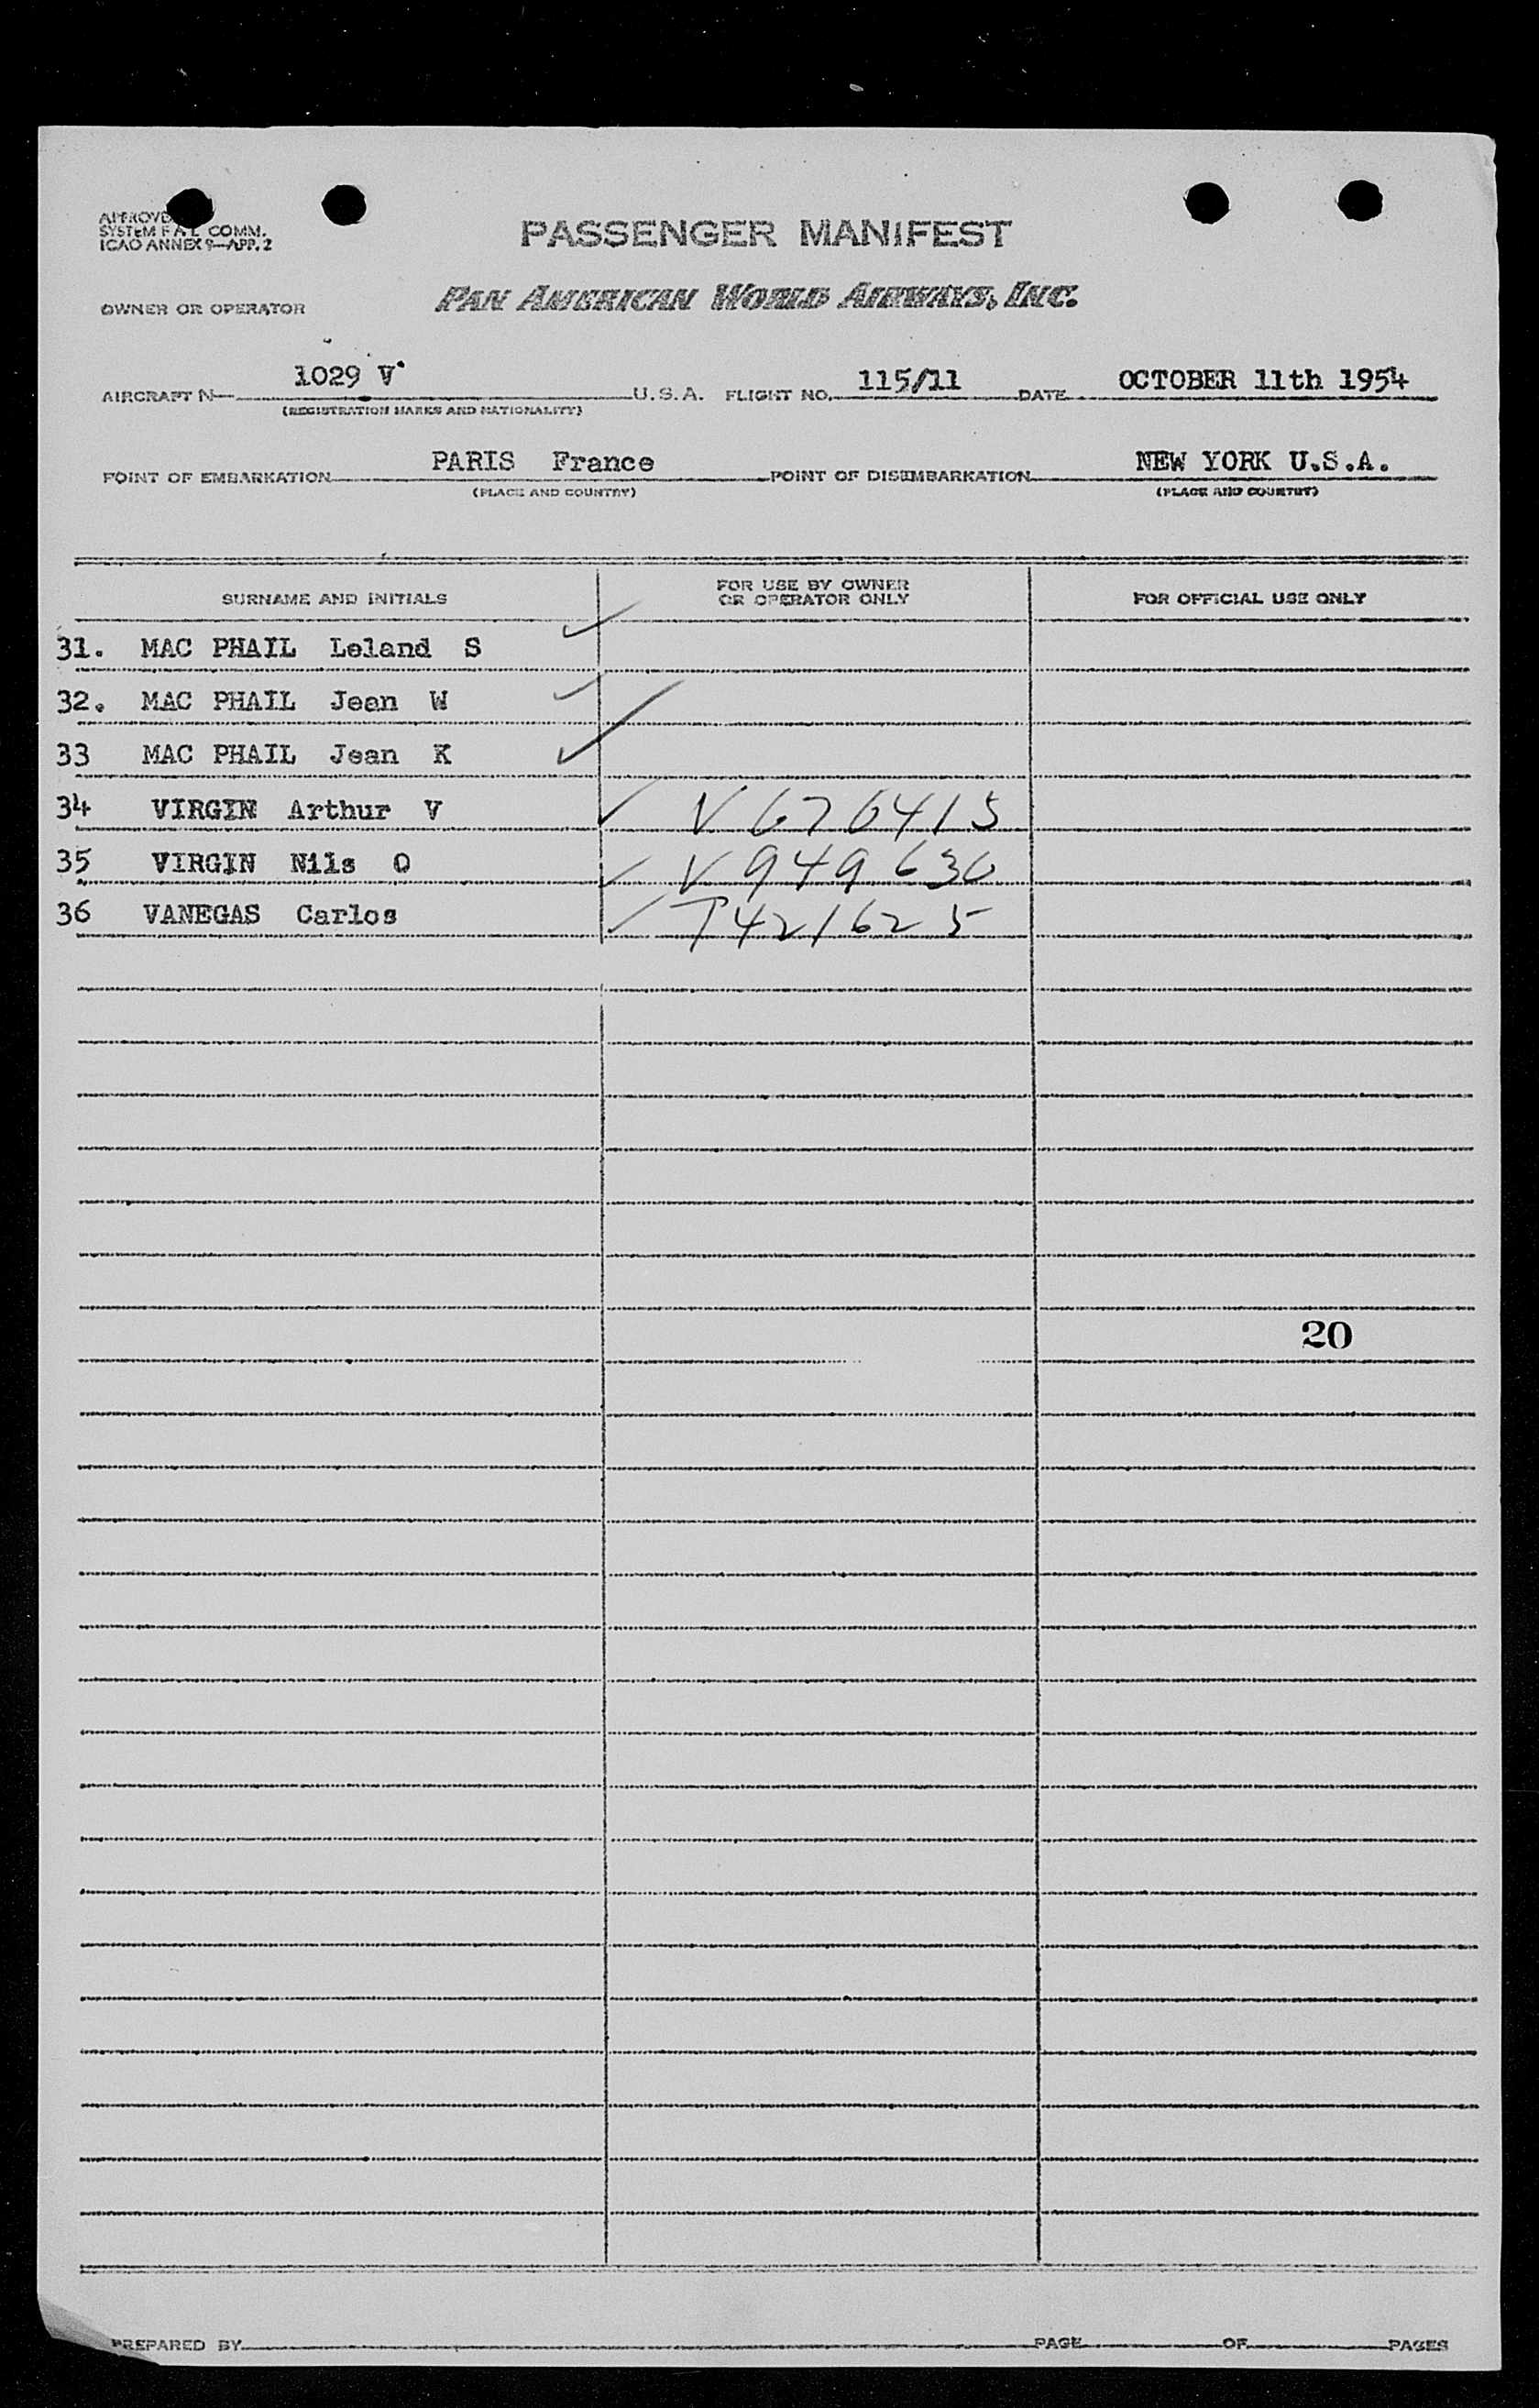 APPROVED
SYSTEM F A L COMM.
ICAO ANNEX 9—APP. 2
PASSENGER MANIFEST
OWNER OR OPERATOR PAN AMERICAN WORLD AIRWAYS, INC.
AIRCRAFT N— 1029 V U.S.A. FLIGHT NO. 115/11 DATE OCTOBER 11th 1954
(REGISTRATION MARKS AND NATIONALITY)
POINT OF EMBARKATION PARIS France POINT OF DISEMBARKATION NEW YORK U.S.A.
(PLACE AND COUNTRY) (PLACE AND COUNTRY)
SURNAME AND INITIALS FOR USE BY OWNER OR OPERATOR ONLY FOR OFFICIAL USE ONLY
31. MAC PHAIL Leland S
32. MAC PHAIL Jean W
33 MAC PHAIL Jean K
34 VIRGIN Arthur V V 676415
35 VIRGIN Nils O V 949630
36 VANEGAS Carlos T421625
20
PREPARED BY PAGE OF PAGES